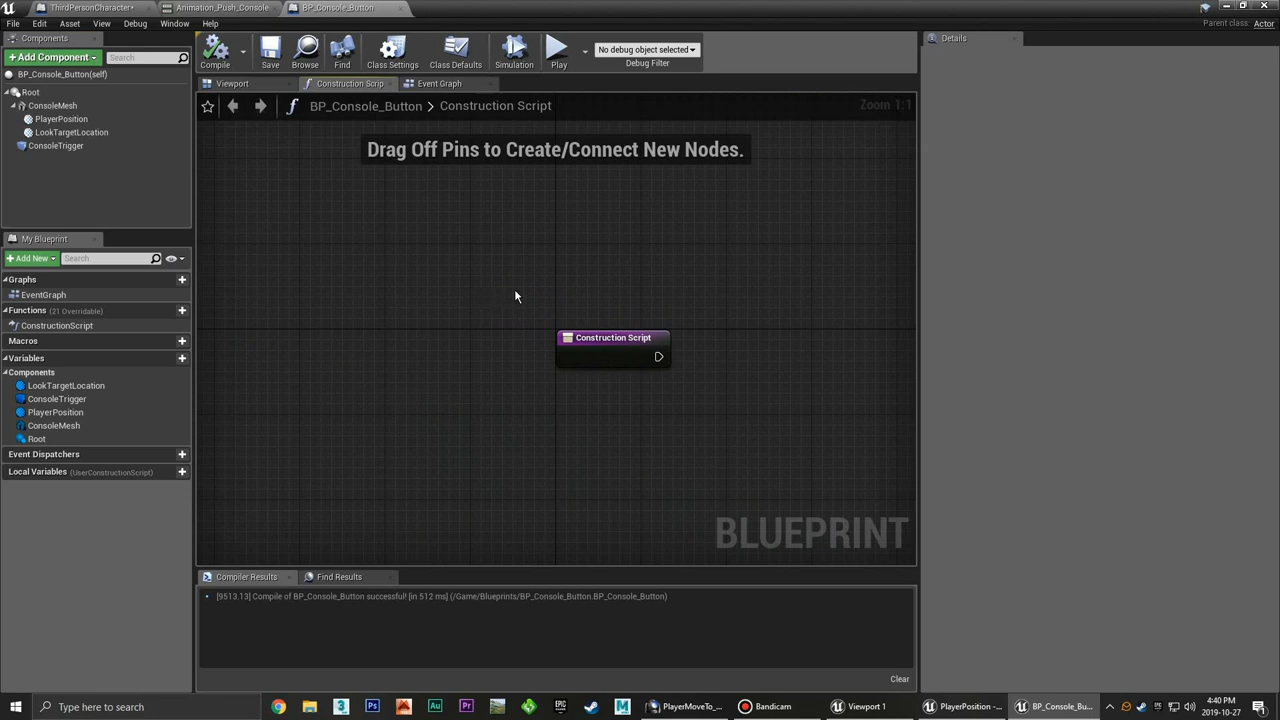 ThirdPersonCharacter*
Animation_Push_Console
BP_Console_Button
File Edit Asset View Debug Window Help
Parent class: Actor
Components
Add Component
Search
BP_Console_Button(self)
Root
ConsoleMesh
PlayerPosition
LookTargetLocation
ConsoleTrigger
My Blueprint
Add New
Search
Graphs
EventGraph
Functions (21 Overridable)
ConstructionScript
Macros
Variables
Components
LookTargetLocation
ConsoleTrigger
PlayerPosition
ConsoleMesh
Root
Event Dispatchers
Local Variables (UserConstructionScript)
Compile Save Browse Find Class Settings Class Defaults Simulation Play
No debug object selected
Debug Filter
Viewport
Construction Scrip
Event Graph
BP_Console_Button > Construction Script
Zoom 1:1
Drag Off Pins to Create/Connect New Nodes.
Construction Script
BLUEPRINT
Compiler Results
Find Results
[9513.13] Compile of BP_Console_Button successful! [in 512 ms] (/Game/Blueprints/BP_Console_Button.BP_Console_Button)
Clear
Details
Type here to search
PlayerMoveTo_...
Bandicam
Viewport 1
PlayerPosition -...
BP_Console_Bu...
4:40 PM
2019-10-27